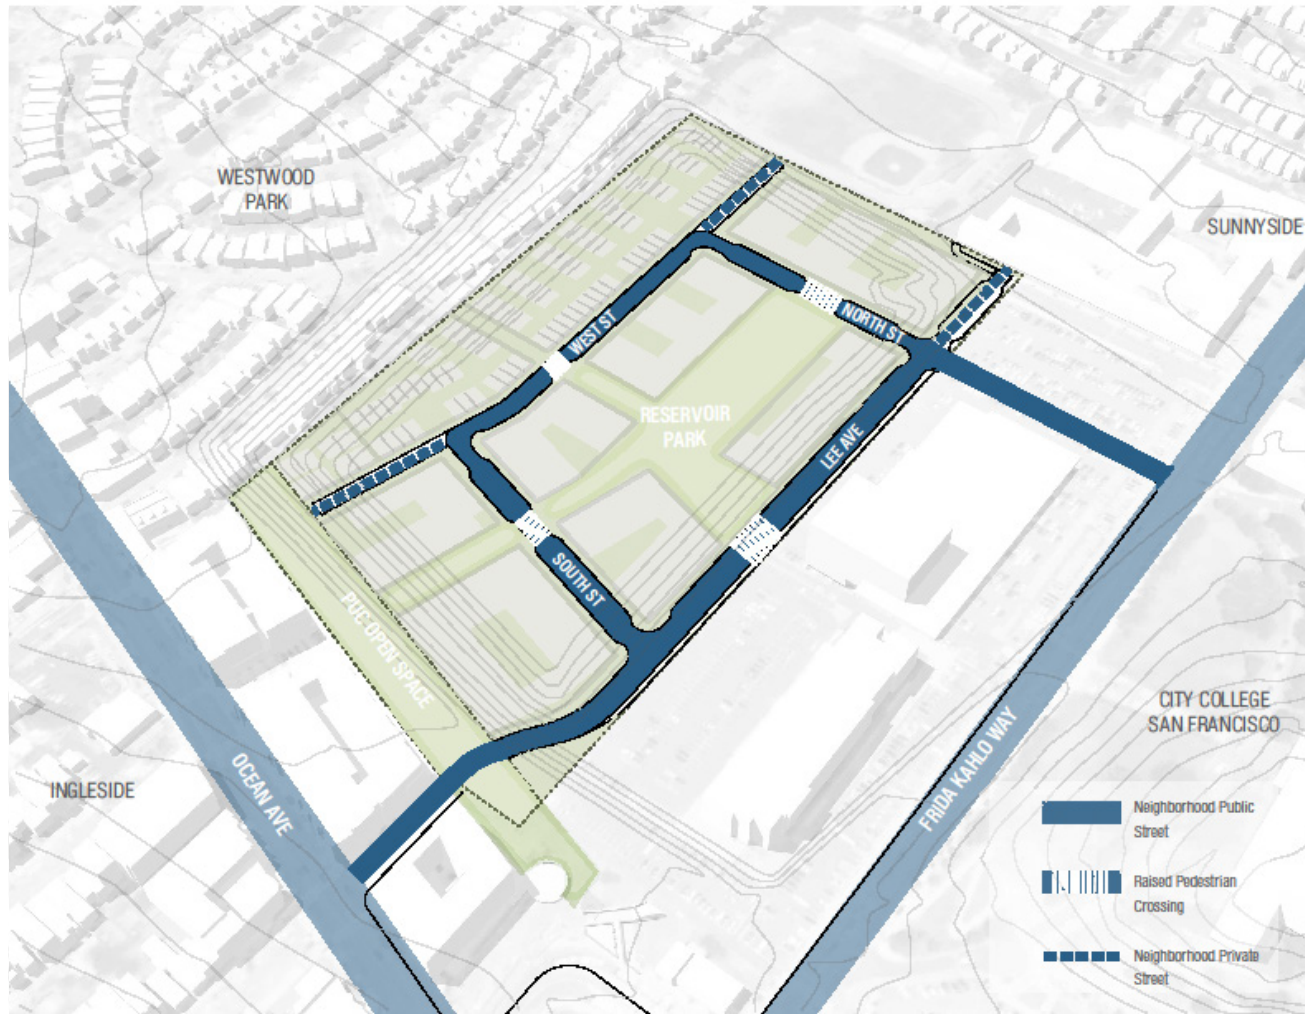 WESTWOOD
PARK
SUNNYSIDE
WEST ST
NORTH ST
RESERVOIR
PARK
LEE AVE
SOUTH ST
PUC OPEN SPACE
CITY COLLEGE
SAN FRANCISCO
OCEAN AVE
FRIDA KAHLO WAY
INGLESIDE
Neighborhood Public
Street
Raised Pedestrian
Crossing
Neighborhood Private
Street